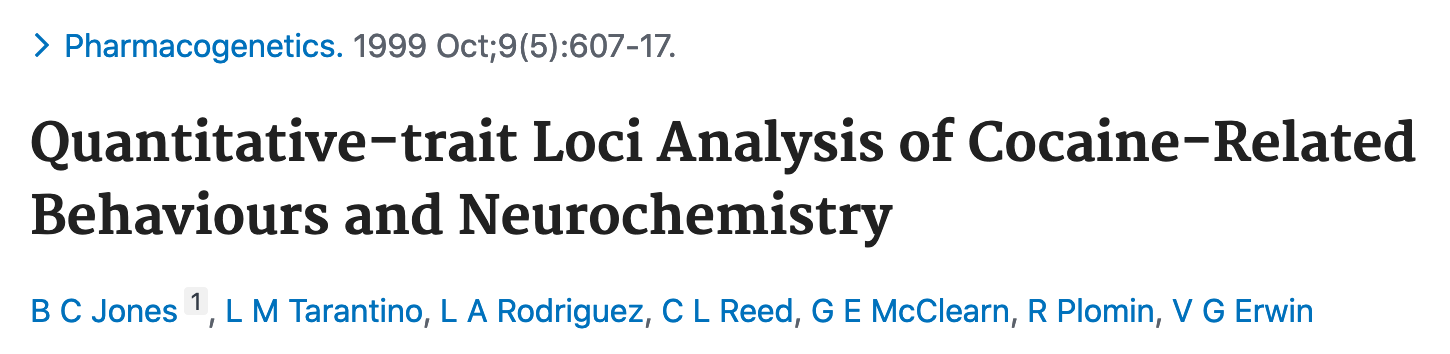 > Pharmacogenetics. 1999 Oct;9(5):607-17.
Quantitative-trait Loci Analysis of Cocaine-Related
Behaviours and Neurochemistry
B C Jones 1, L M Tarantino, L A Rodriguez, C L Reed, G E McClearn, R Plomin, V G Erwin